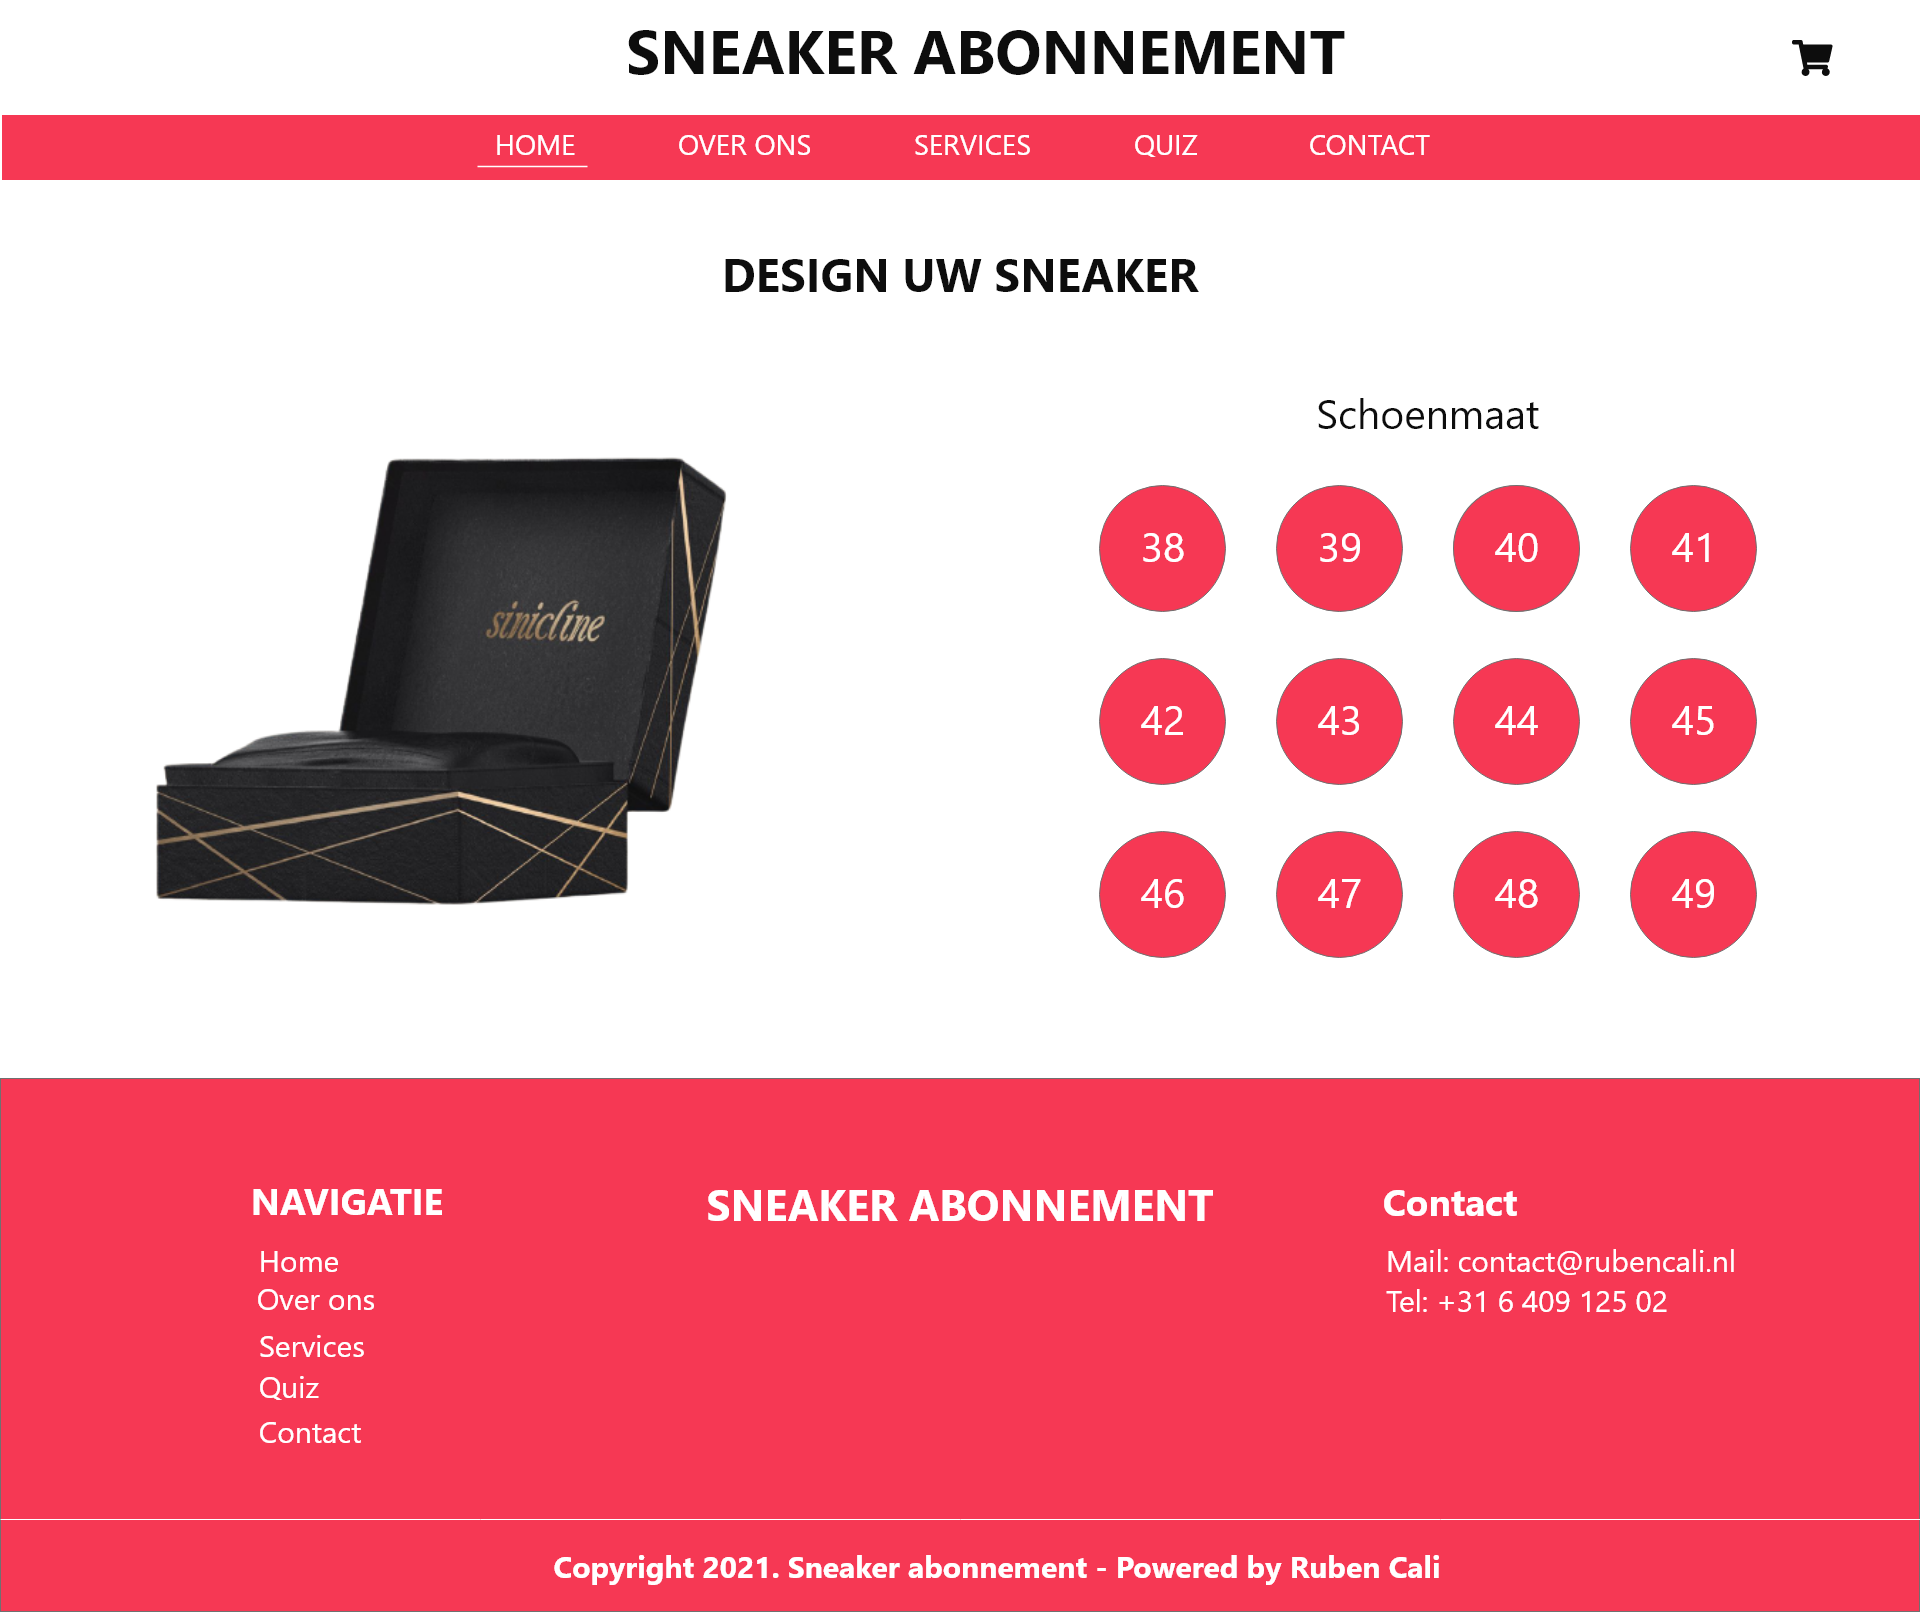 SNEAKER ABONNEMENT
HOME OVER ONS SERVICES QUIZ CONTACT
DESIGN UW SNEAKER
sinicline
Schoenmaat
38 39 40 41
42 43 44 45
46 47 48 49
NAVIGATIE
Home
Over ons
Services
Quiz
Contact
SNEAKER ABONNEMENT
Contact
Mail: contact@rubencali.nl
Tel: +31 6 409 125 02
Copyright 2021. Sneaker abonnement - Powered by Ruben Cali